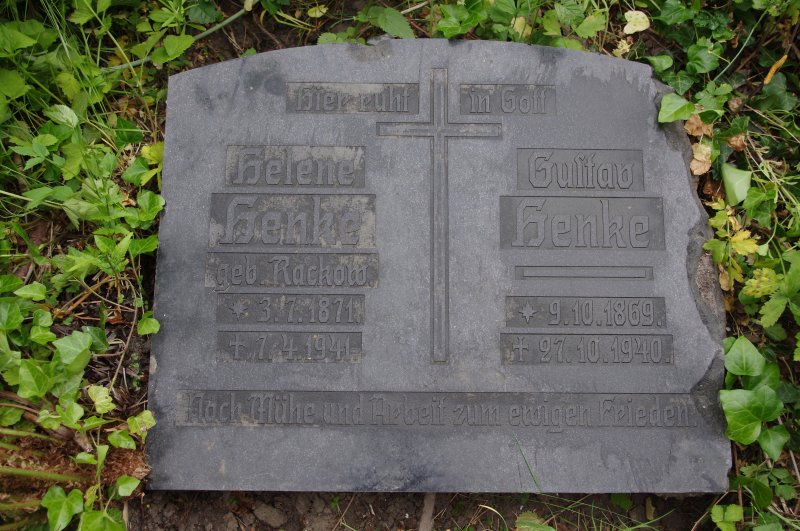 Hier ruht in Gott
Helene
Henke
geb. Rackow
* 3.7.1871
✝ 7.4.1941.
Gustav
Henke
* 9.10.1869.
✝ 27.10.1940.
Nach Mühe und Arbeit zum ewigen Frieden.